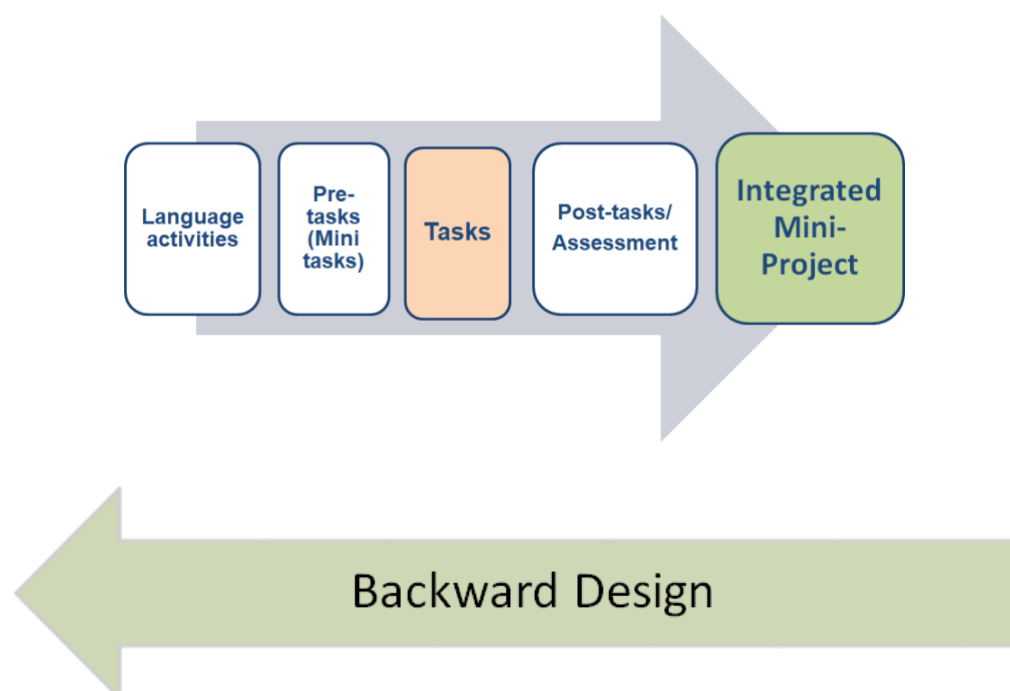 Language
activities
Pre-
tasks
(Mini
tasks)
Tasks
Post-tasks/
Assessment
Integrated
Mini-
Project
Backward Design